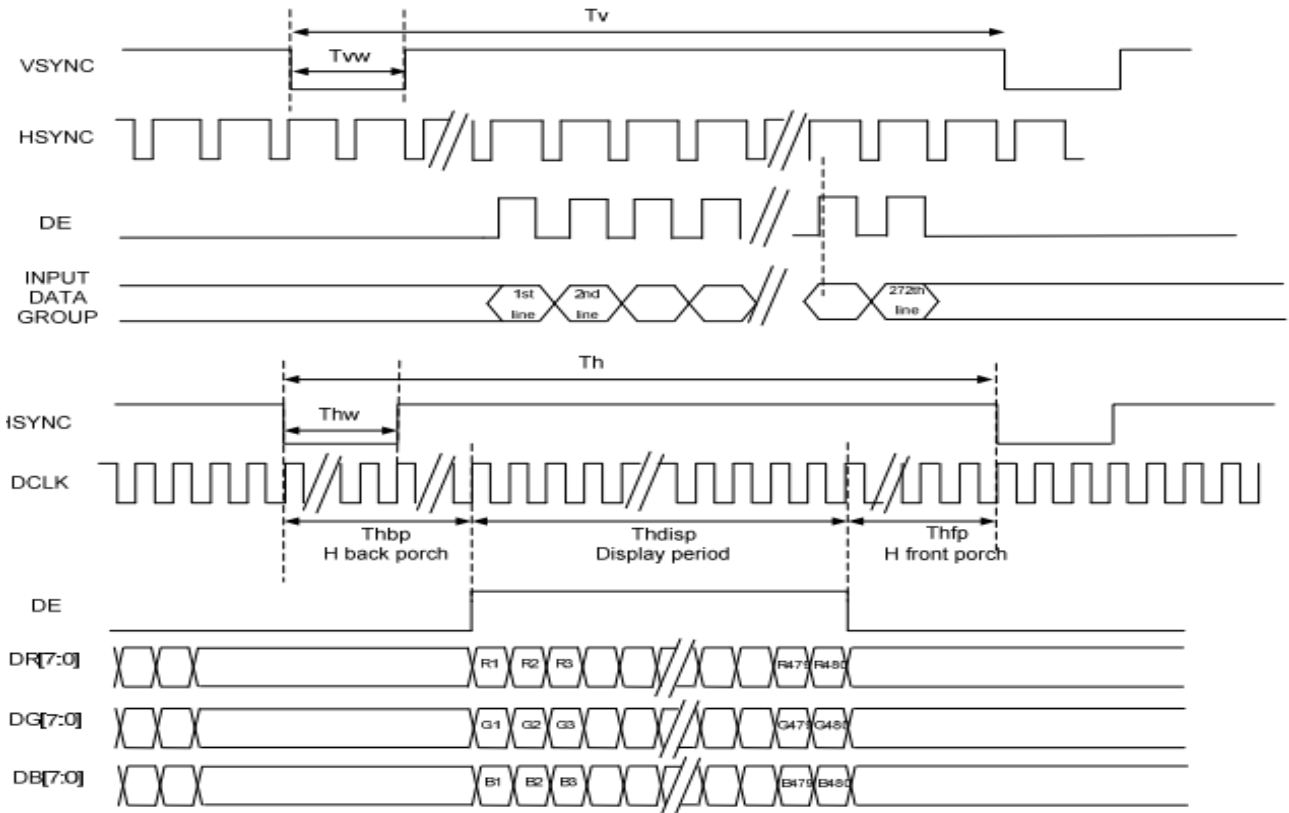 Tv
VSYNC
Tvw
HSYNC
DE
INPUT
DATA
GROUP
1st
line
2nd
line
272th
line
Th
HSYNC
Thw
DCLK
Thbp
H back porch
Thdisp
Display period
Thfp
H front porch
DE
DR[7:0]
R1 R2 R3 R479 R480
DG[7:0]
G1 G2 G3 G479 G480
DB[7:0]
B1 B2 B3 B479 B480